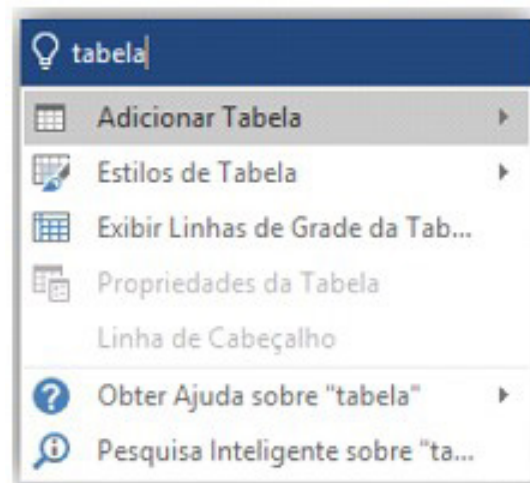 tabela
Adicionar Tabela
Estilos de Tabela
Exibir Linhas de Grade da Tab...
Propriedades da Tabela
Linha de Cabeçalho
Obter Ajuda sobre "tabela"
Pesquisa Inteligente sobre "ta...